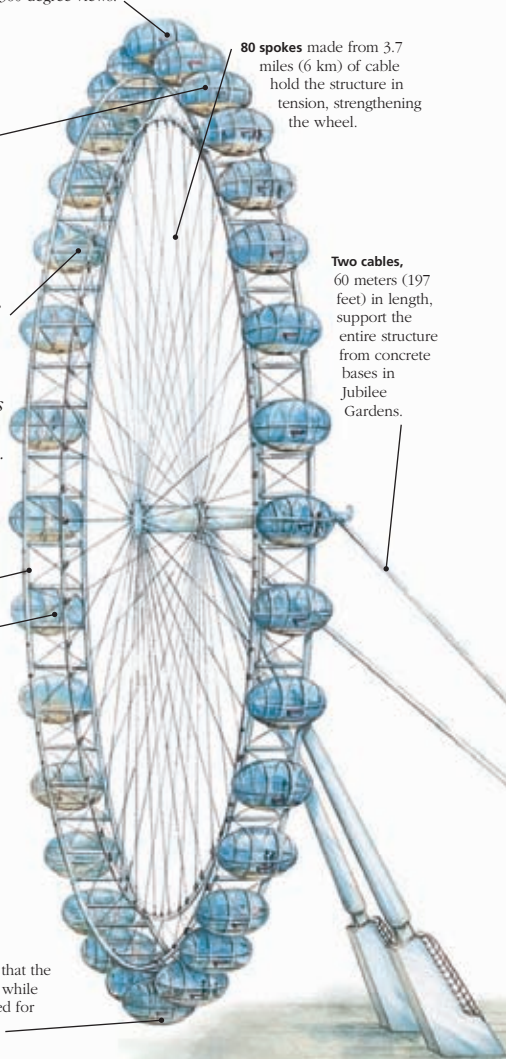 360-degree views.
80 spokes made from 3.7
miles (6 km) of cable
hold the structure in
tension, strengthening
the wheel.
Two cables,
60 meters (197
feet) in length,
support the
entire structure
from concrete
bases in
Jubilee
Gardens.
that the
while
for